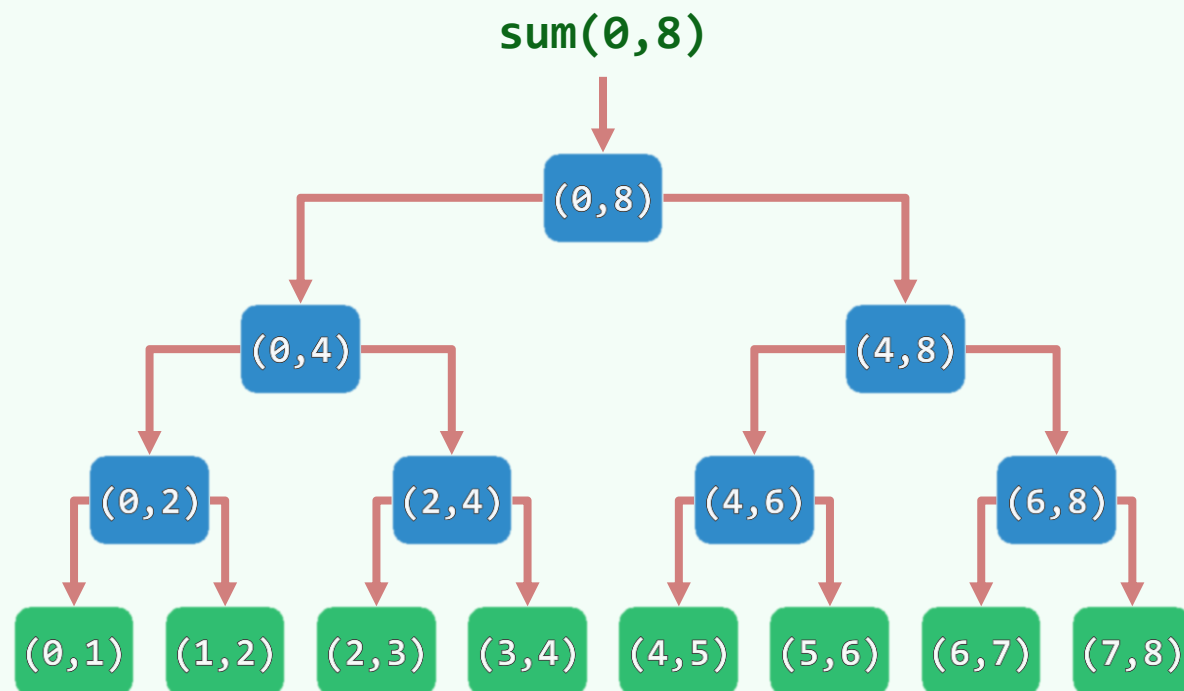 sum(0,8)
(0,8)
(0,4) (4,8)
(0,2) (2,4) (4,6) (6,8)
(0,1) (1,2) (2,3) (3,4) (4,5) (5,6) (6,7) (7,8)